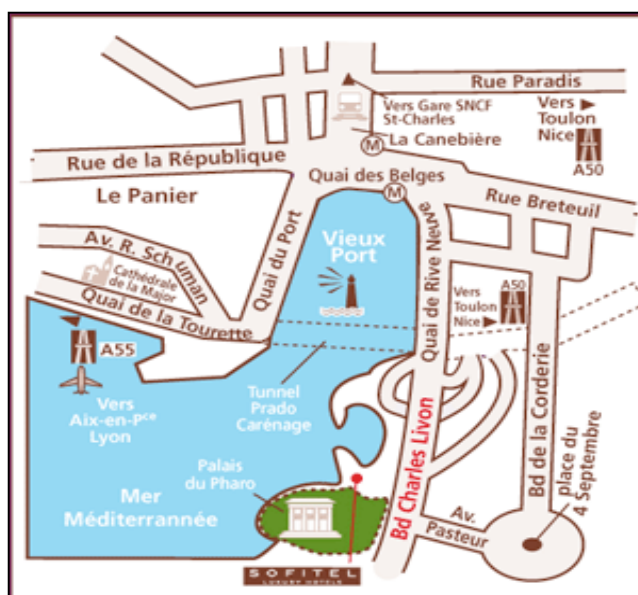 Rue Paradis
Vers Gare SNCF
St-Charles
Vers
Toulon
Nice
A50
La Canebière
M
Rue de la République
Quai des Belges
M
Le Panier
Rue Breteuil
Av. R. Schuman
Cathédrale
de la Major
Quai du Port
Vieux
Port
Quai de Rive Neuve
Vers
Toulon
Nice
A50
Quai de la Tourette
A55
Vers
Aix-en-Pce
Lyon
Tunnel
Prado
Carénage
Bd Charles Livon
Bd de la Corderie
place du
4 Septembre
Palais
du Pharo
Mer
Méditerrannée
Av.
Pasteur
SOFITEL
LUXURY HOTELS